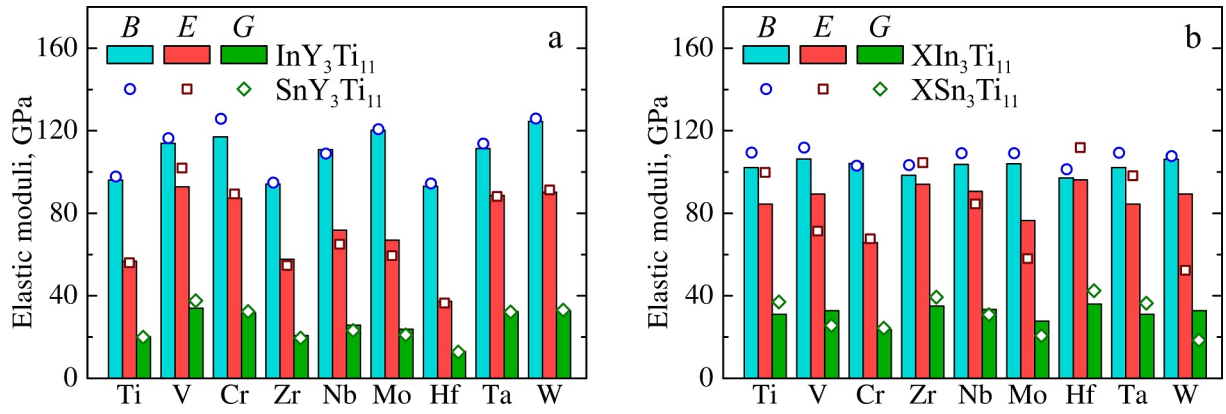 Elastic moduli, GPa
160
120
80
40
0
B E G
InY₃Ti₁₁
SnY₃Ti₁₁
a
Ti V Cr Zr Nb Mo Hf Ta W
Elastic moduli, GPa
160
120
80
40
0
B E G
XIn₃Ti₁₁
XSn₃Ti₁₁
b
Ti V Cr Zr Nb Mo Hf Ta W